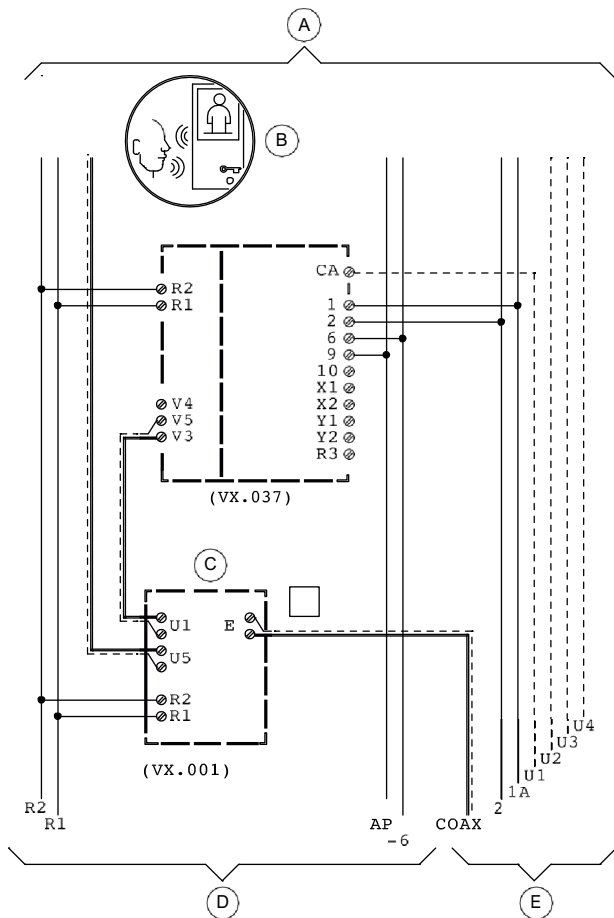 A
B
CA
R2
R1
1
2
6
9
10
X1
X2
Y1
Y2
R3
V4
V5
V3
(VX.037)
C
U1
E
U5
R2
R1
(VX.001)
U4
U3
U2
U1
1A
2
R2
R1
AP
-6
COAX
D
E